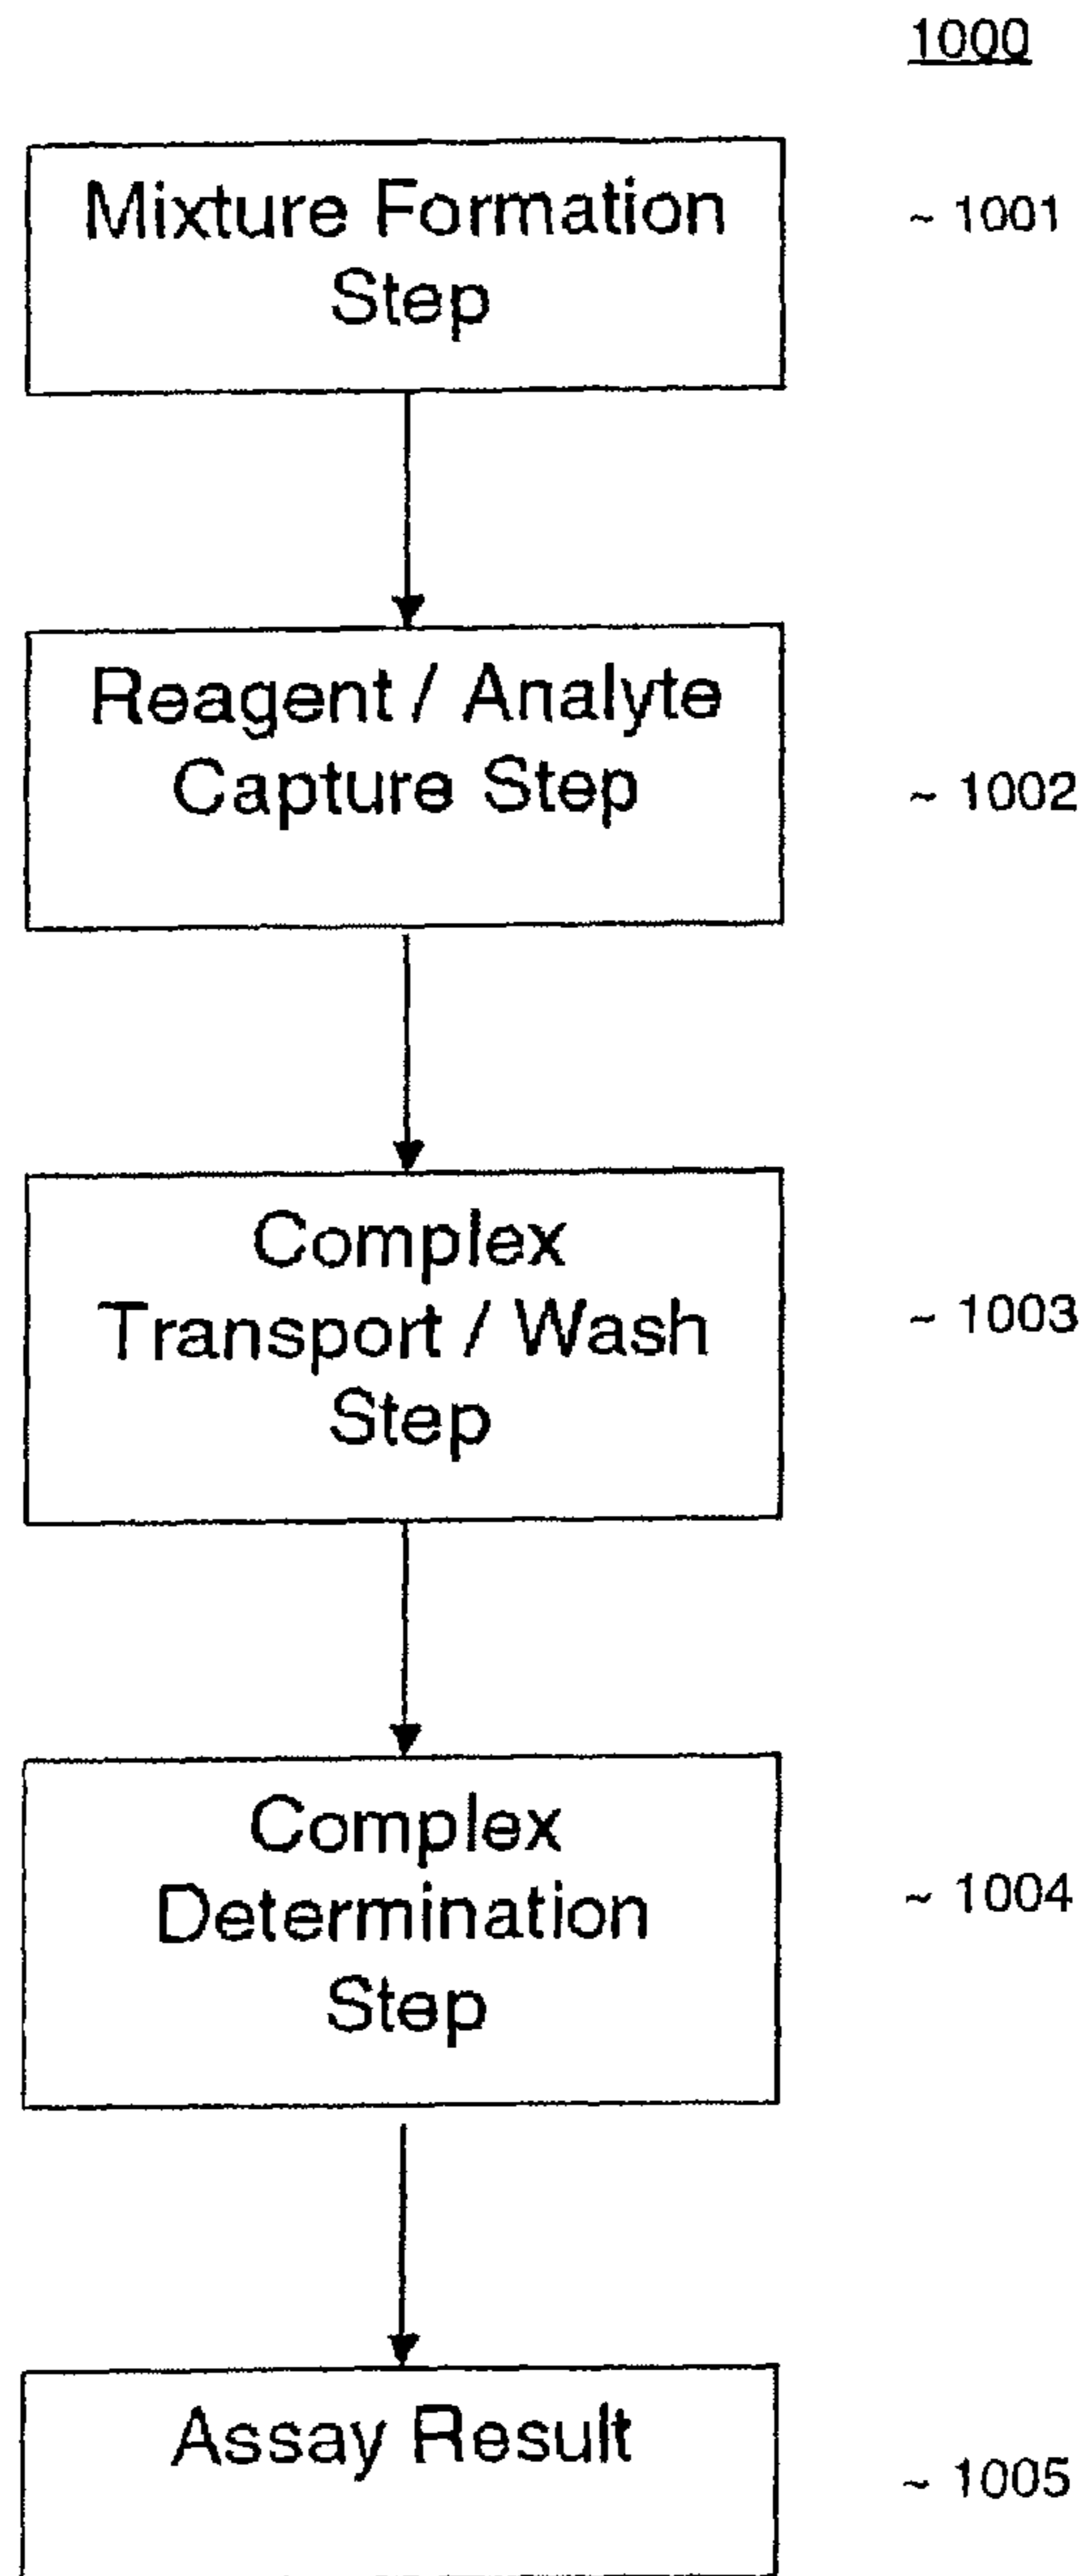 1000
Mixture Formation
Step
~ 1001
Reagent / Analyte
Capture Step
~ 1002
Complex
Transport / Wash
Step
~ 1003
Complex
Determination
Step
~ 1004
Assay Result
~ 1005